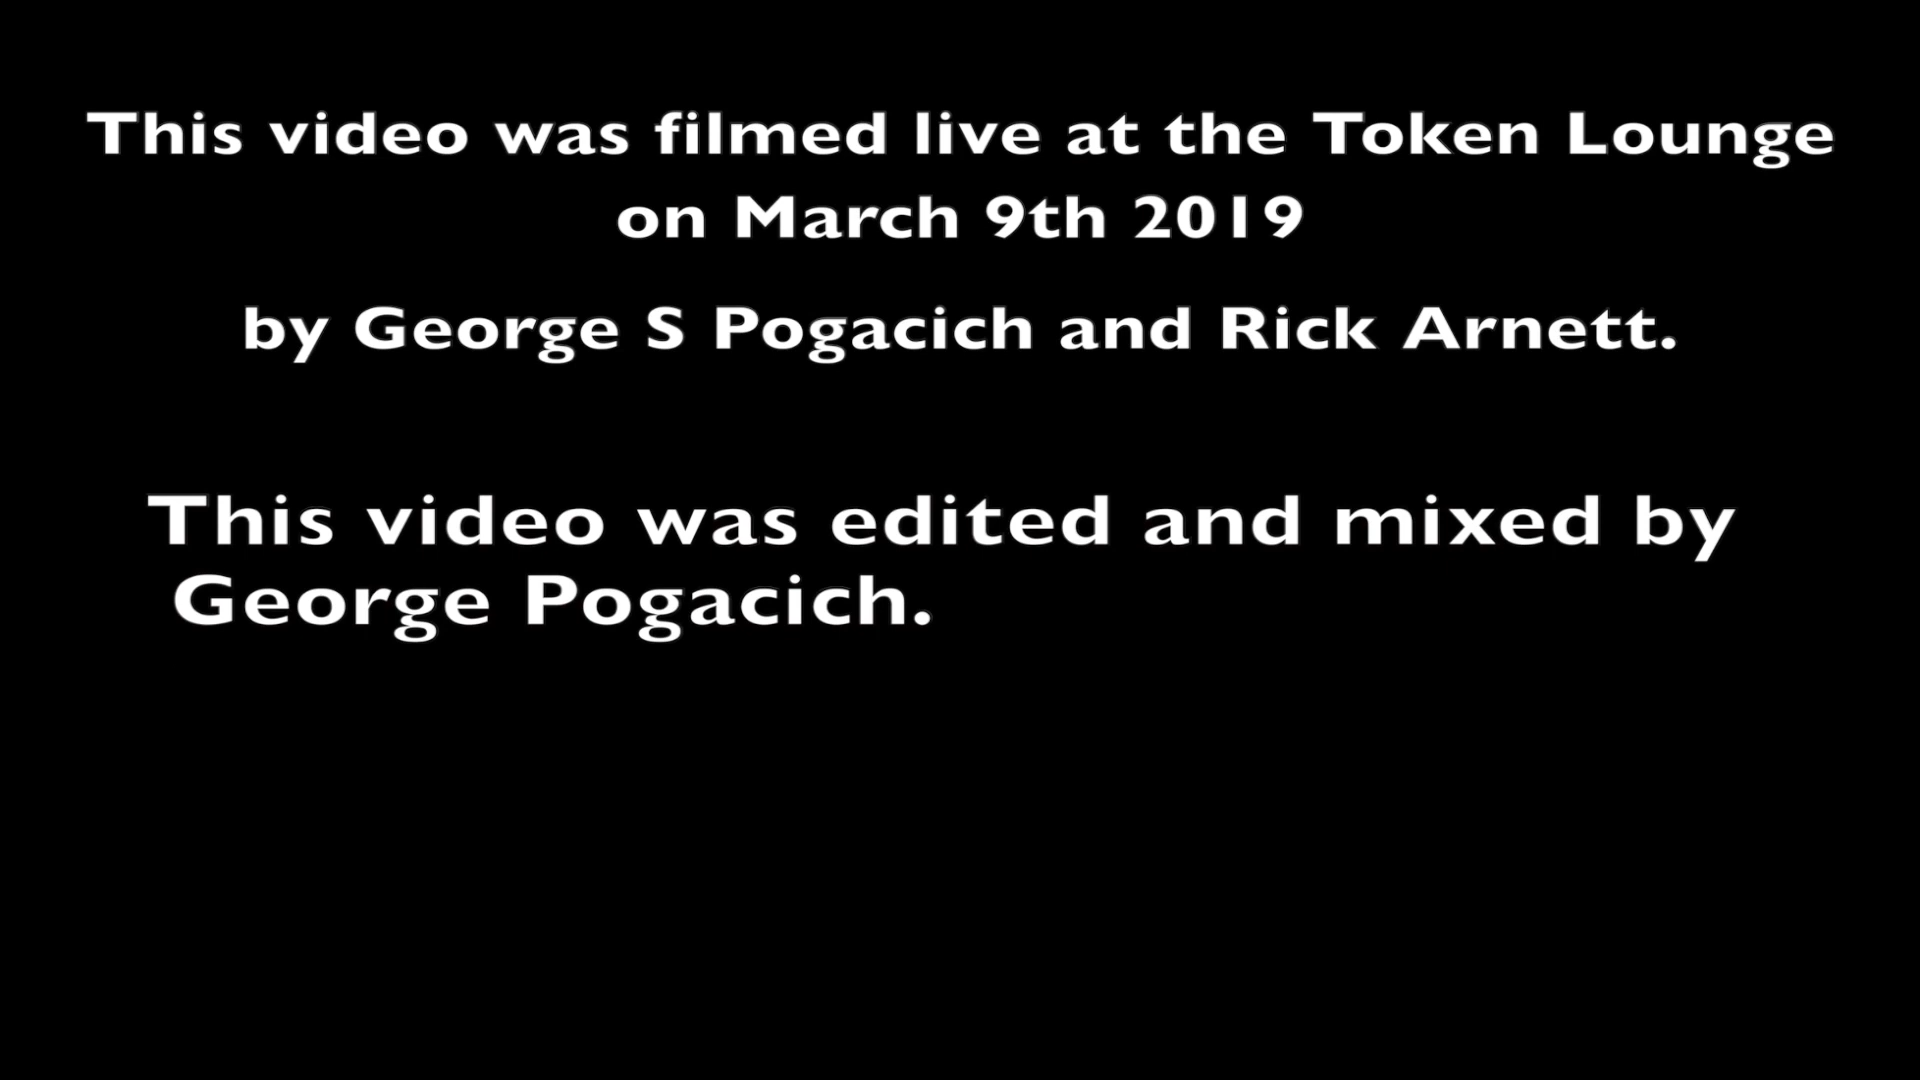 This video was filmed live at the Token Lounge
on March 9th 2019
by George S Pogacich and Rick Arnett.
This video was edited and mixed by
George Pogacich.